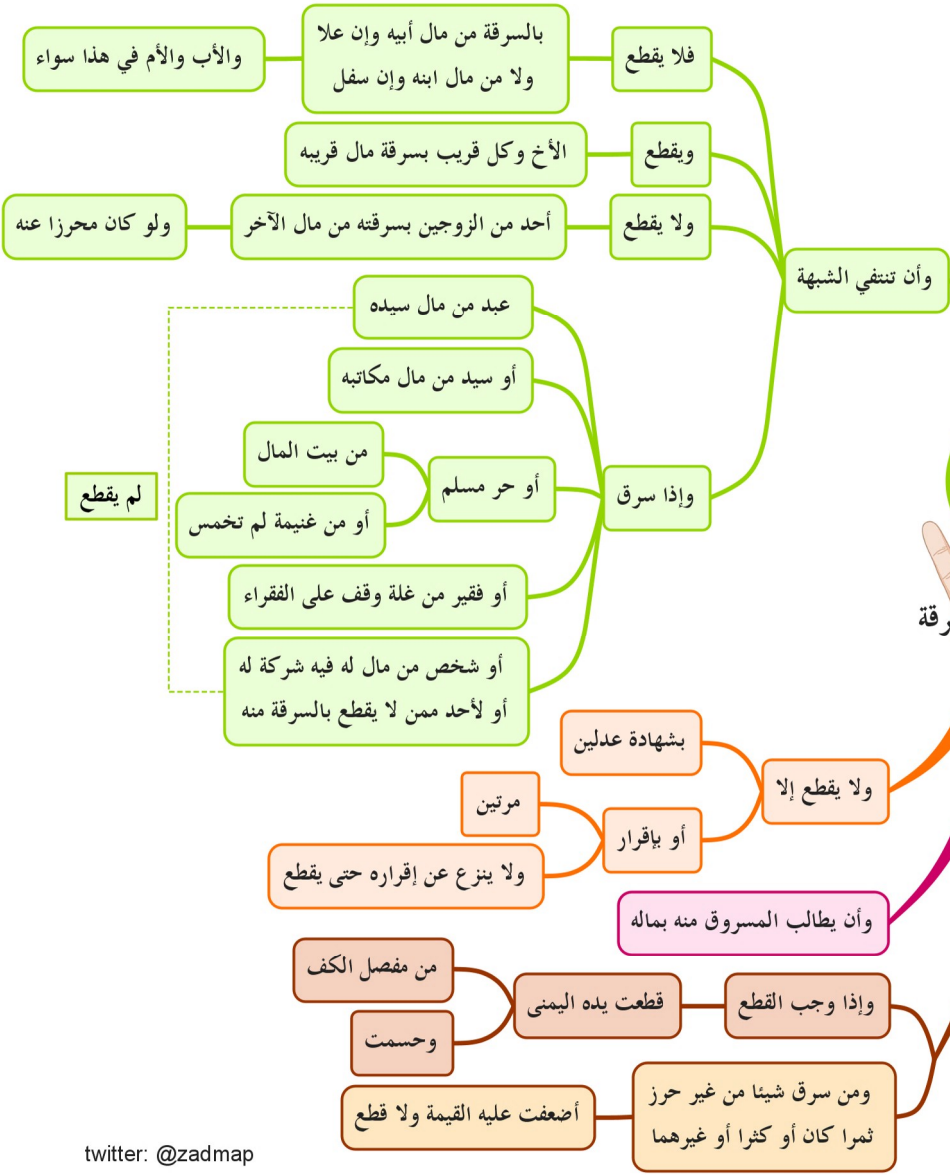 وأن تنتفي الشبهة
فلا يقطع
بالسرقة من مال أبيه وإن علا
ولا من مال ابنه وإن سفل
والأب والأم في هذا سواء
ويقطع
الأخ وكل قريب بسرقة مال قريبه
ولا يقطع
أحد من الزوجين بسرقته من مال الآخر
ولو كان محرزا عنه
وإذا سرق
عبد من مال سيده
أو سيد من مال مكاتبه
أو حر مسلم
من بيت المال
أو من غنيمة لم تخمس
أو فقير من غلة وقف على الفقراء
أو شخص من مال له فيه شركة له
أو لأحد ممن لا يقطع بالسرقة منه
لم يقطع
رقة
ولا يقطع إلا
بشهادة عدلين
أو بإقرار
مرتين
ولا ينزع عن إقراره حتى يقطع
وأن يطالب المسروق منه بماله
وإذا وجب القطع
قطعت يده اليمنى
من مفصل الكف
وحسمت
ومن سرق شيئا من غير حرز
ثمرا كان أو كثرا أو غيرهما
أضعفت عليه القيمة ولا قطع
twitter: @zadmap